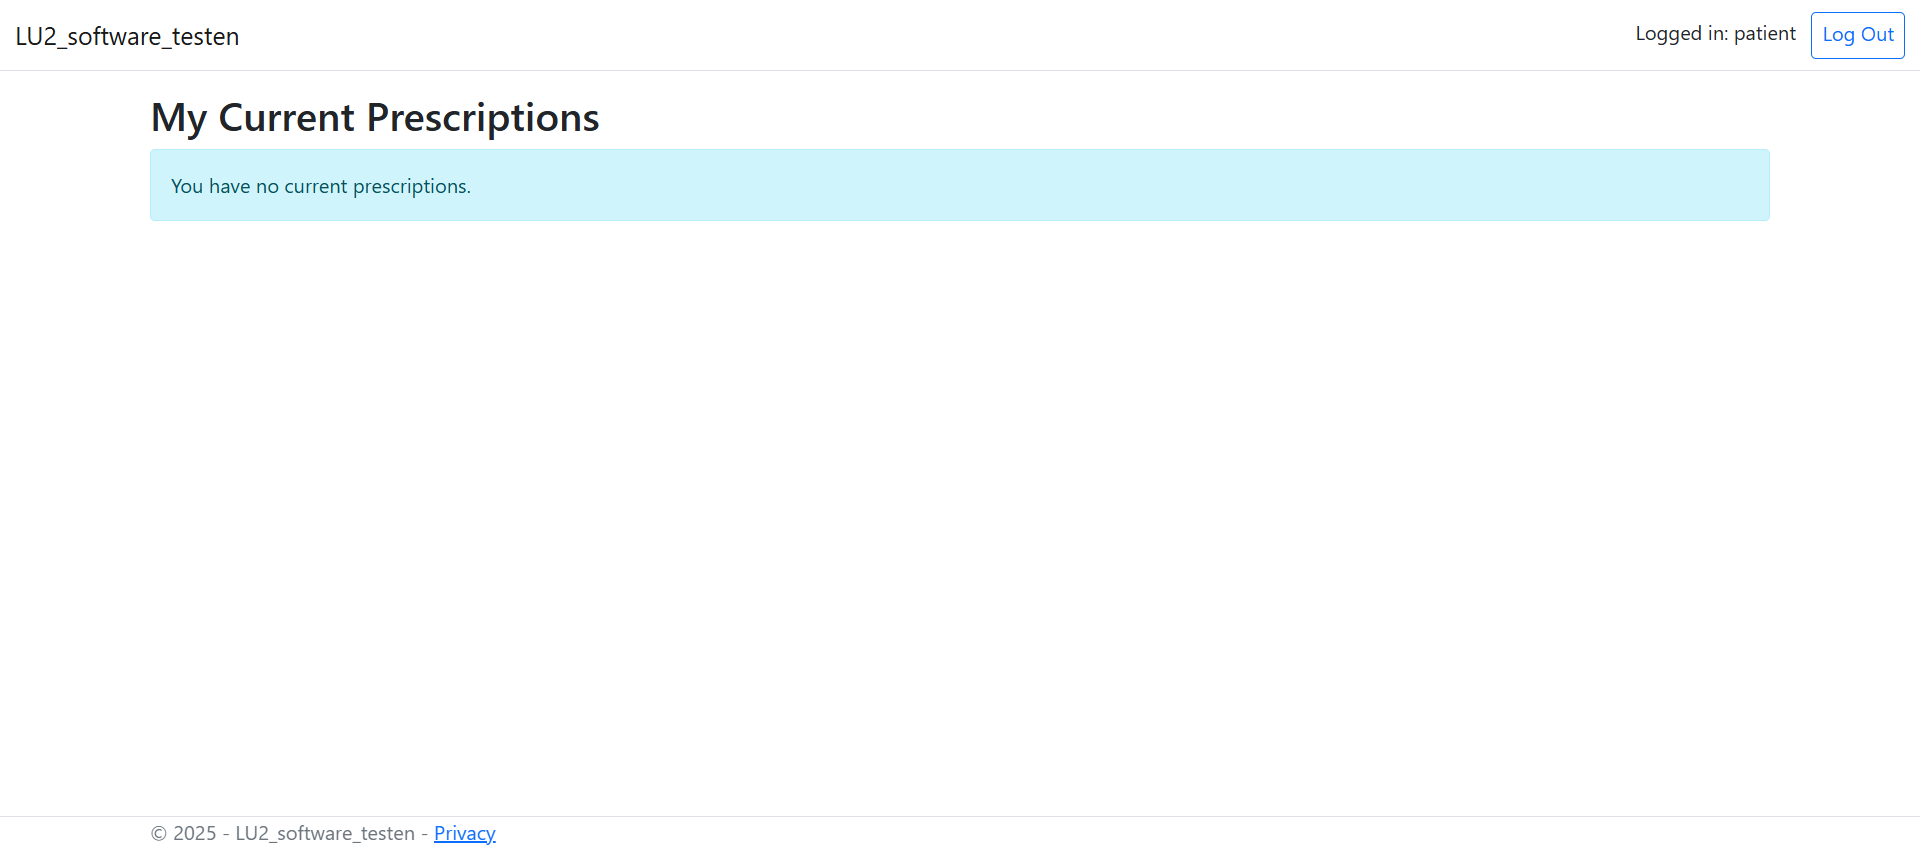 LU2_software_testen
Logged in: patient
Log Out
My Current Prescriptions
You have no current prescriptions.
© 2025 - LU2_software_testen - Privacy